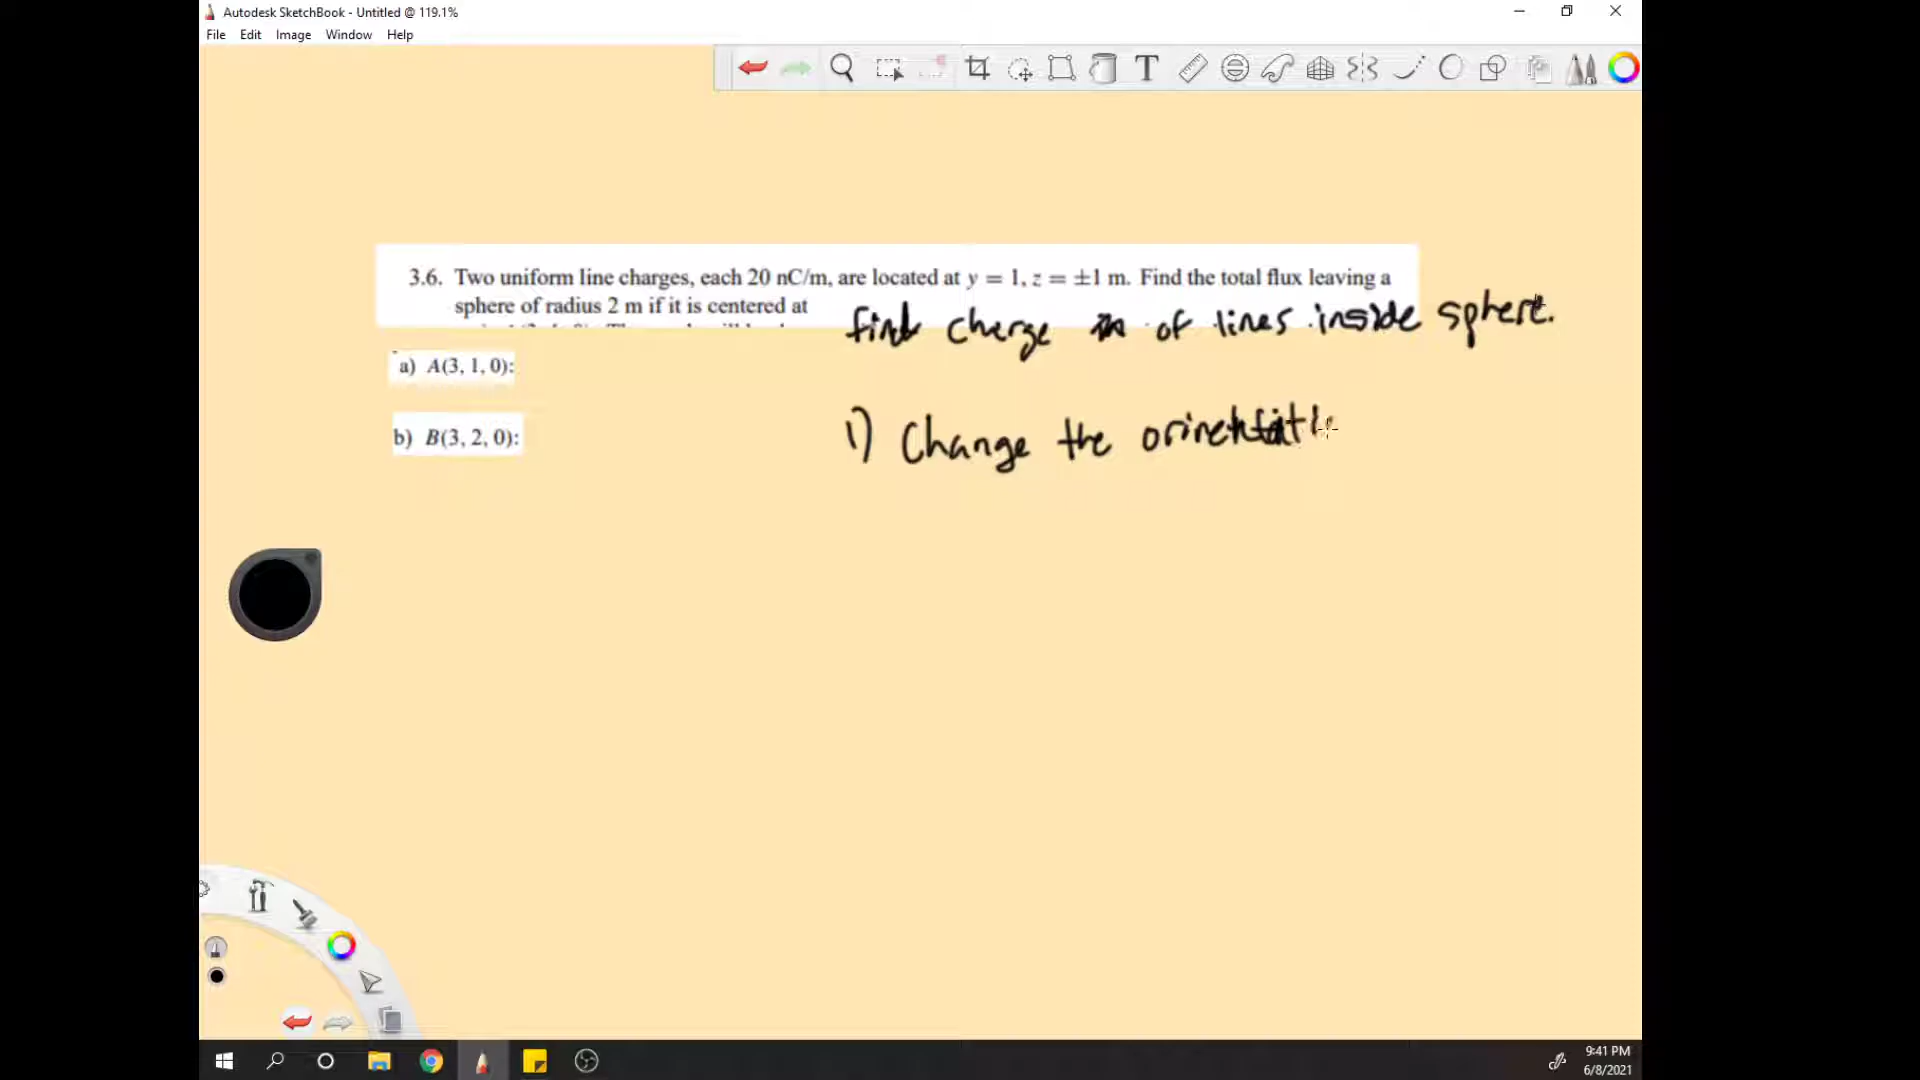 Autodesk SketchBook - Untitled @ 119.1%
File Edit Image Window Help
T
3.6. Two uniform line charges, each 20 nC/m, are located at y = 1, z = ±1 m. Find the total flux leaving a
sphere of radius 2 m if it is centered at
find charge of lines inside sphere.
a) A(3, 1, 0):
b) B(3, 2, 0):
1) Change the
9:41 PM
6/8/2021